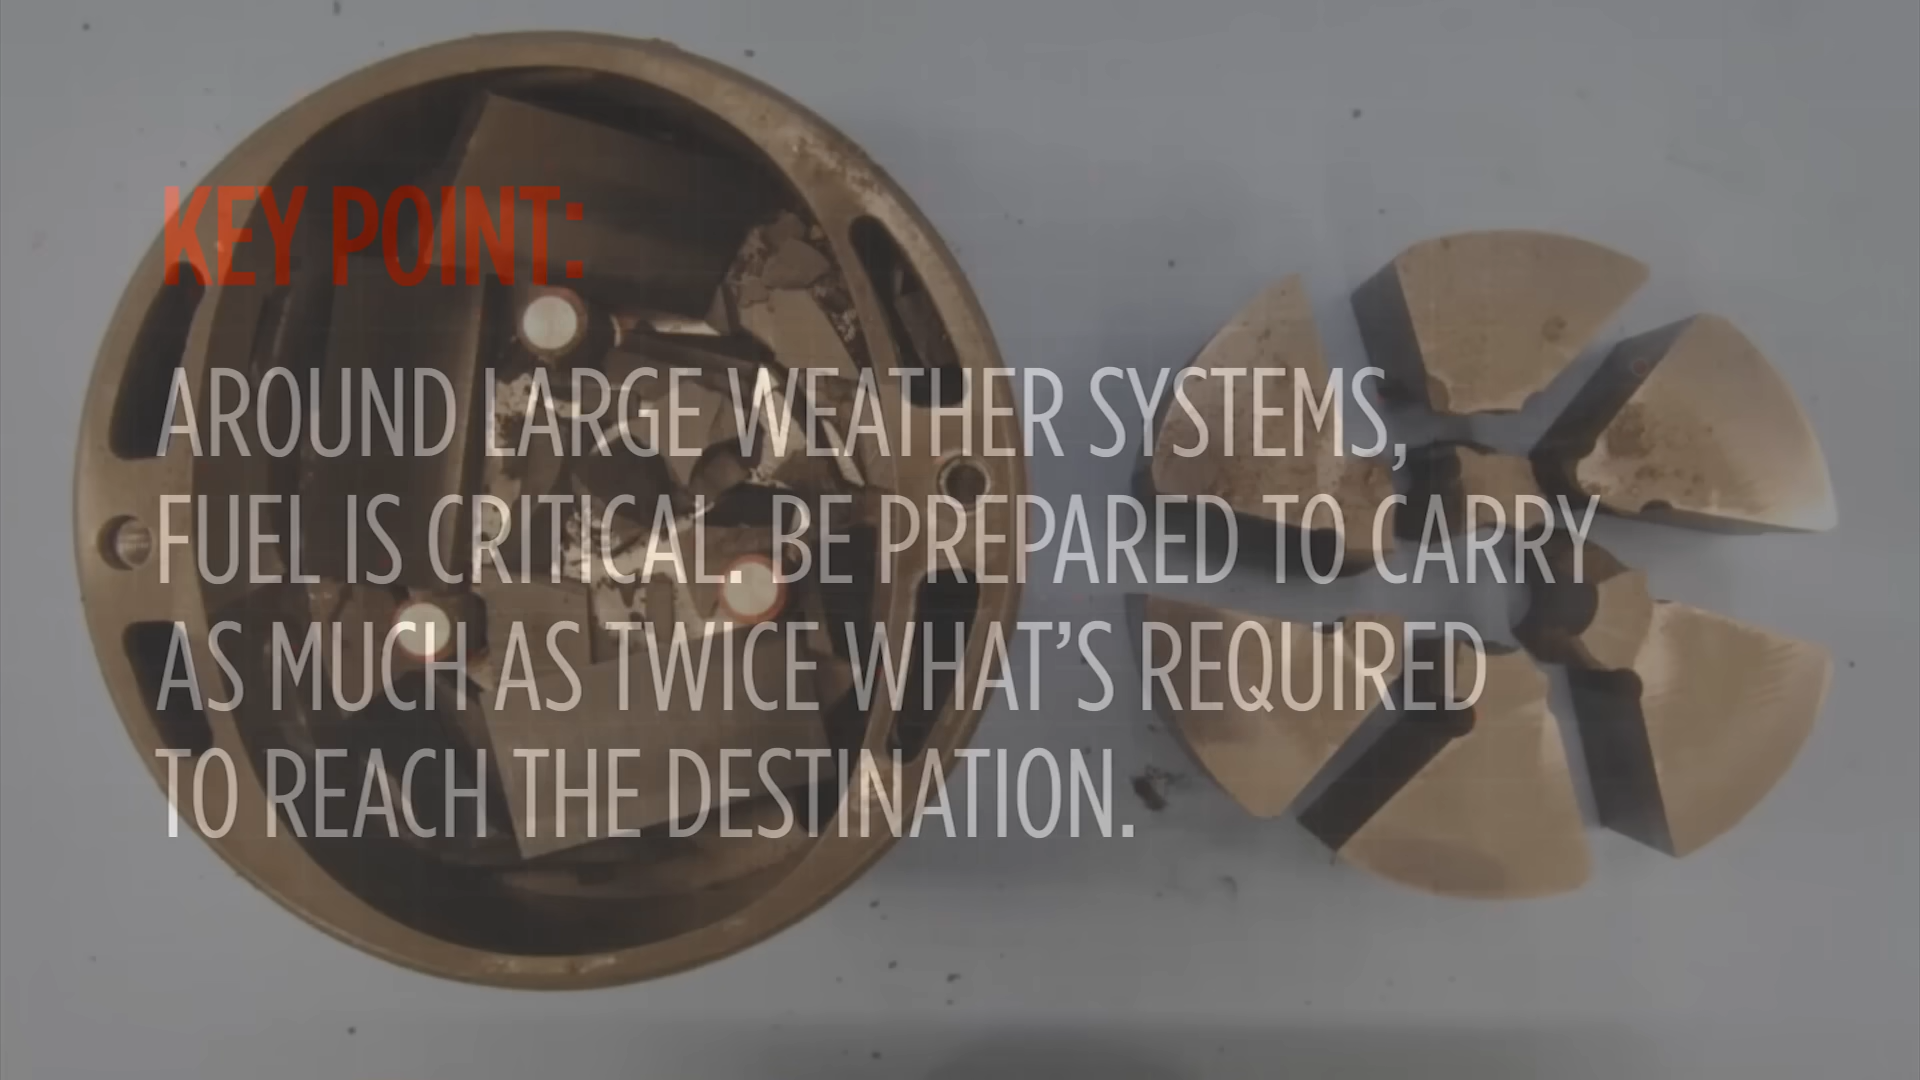 KEY POINT:
AROUND LARGE WEATHER SYSTEMS,
FUEL IS CRITICAL. BE PREPARED TO CARRY
AS MUCH AS TWICE WHAT’S REQUIRED
TO REACH THE DESTINATION.